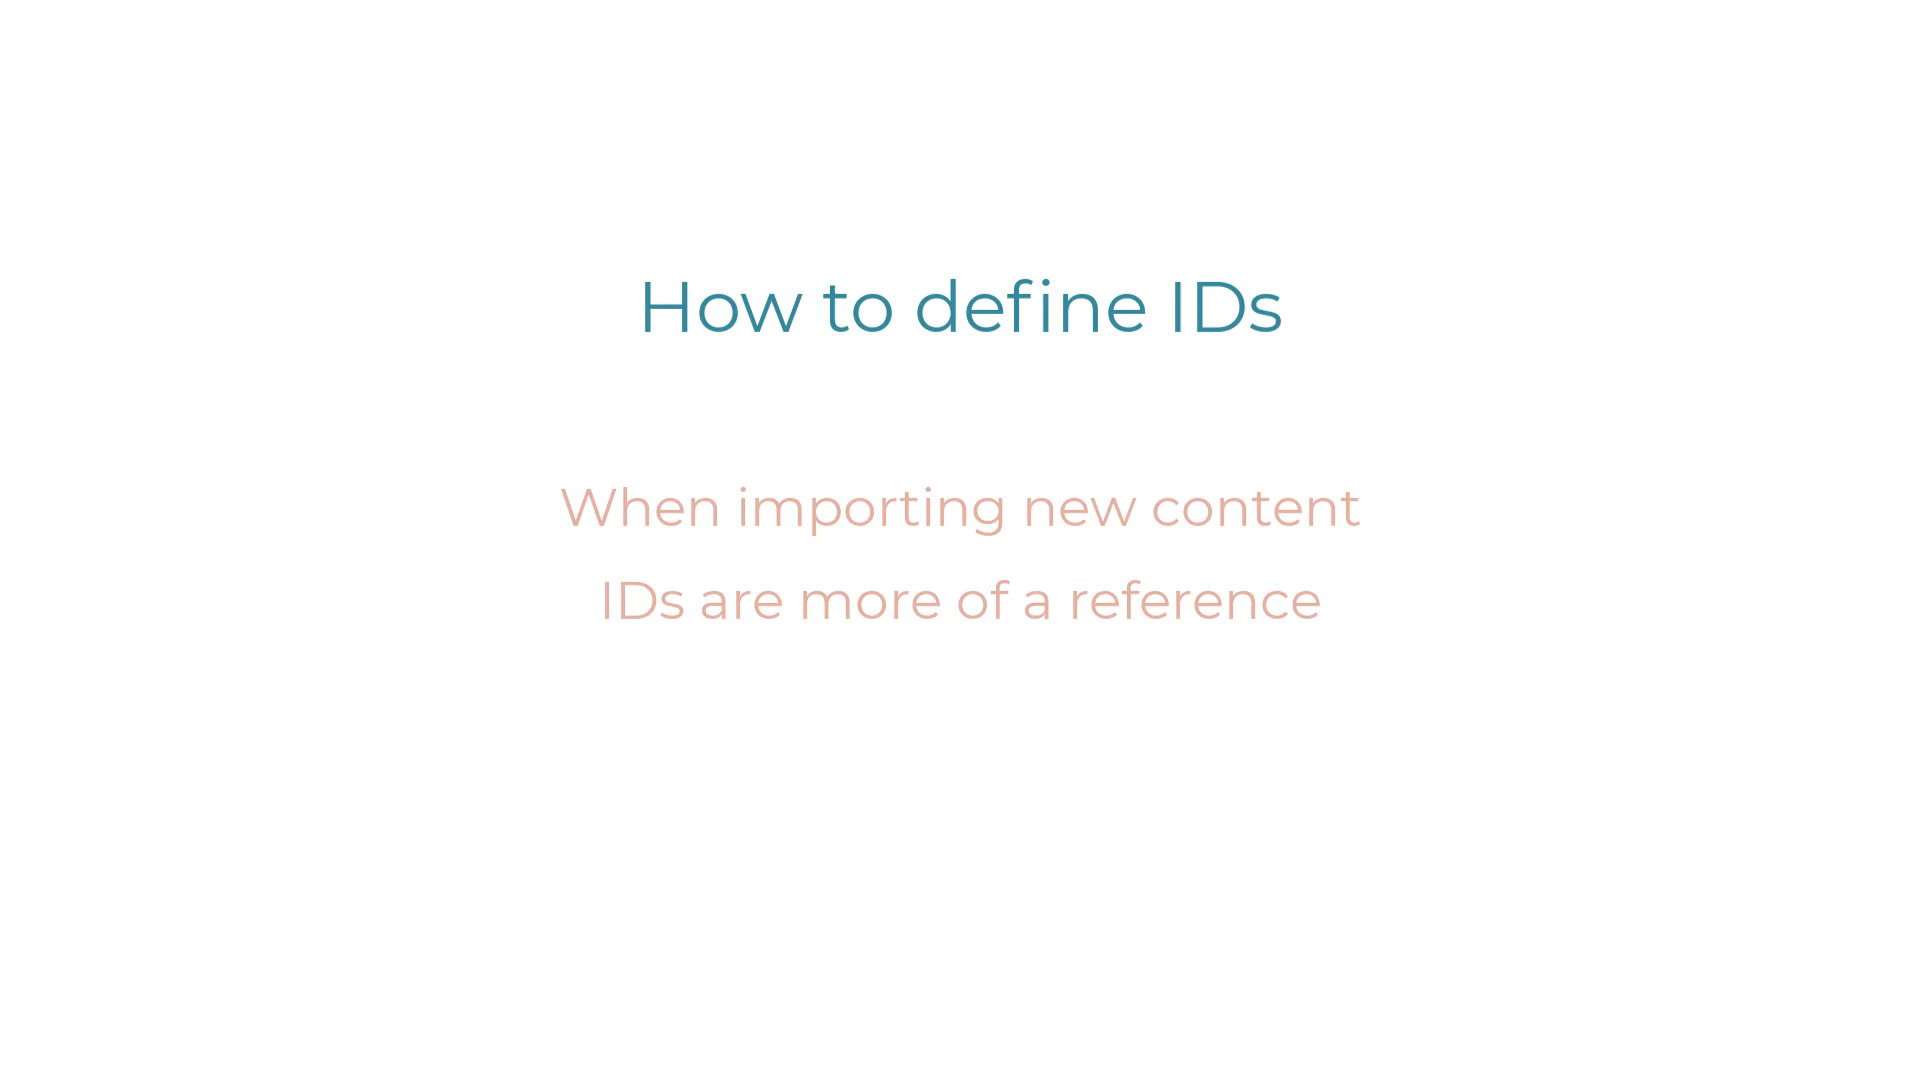 How to define IDs
When importing new content
IDs are more of a reference